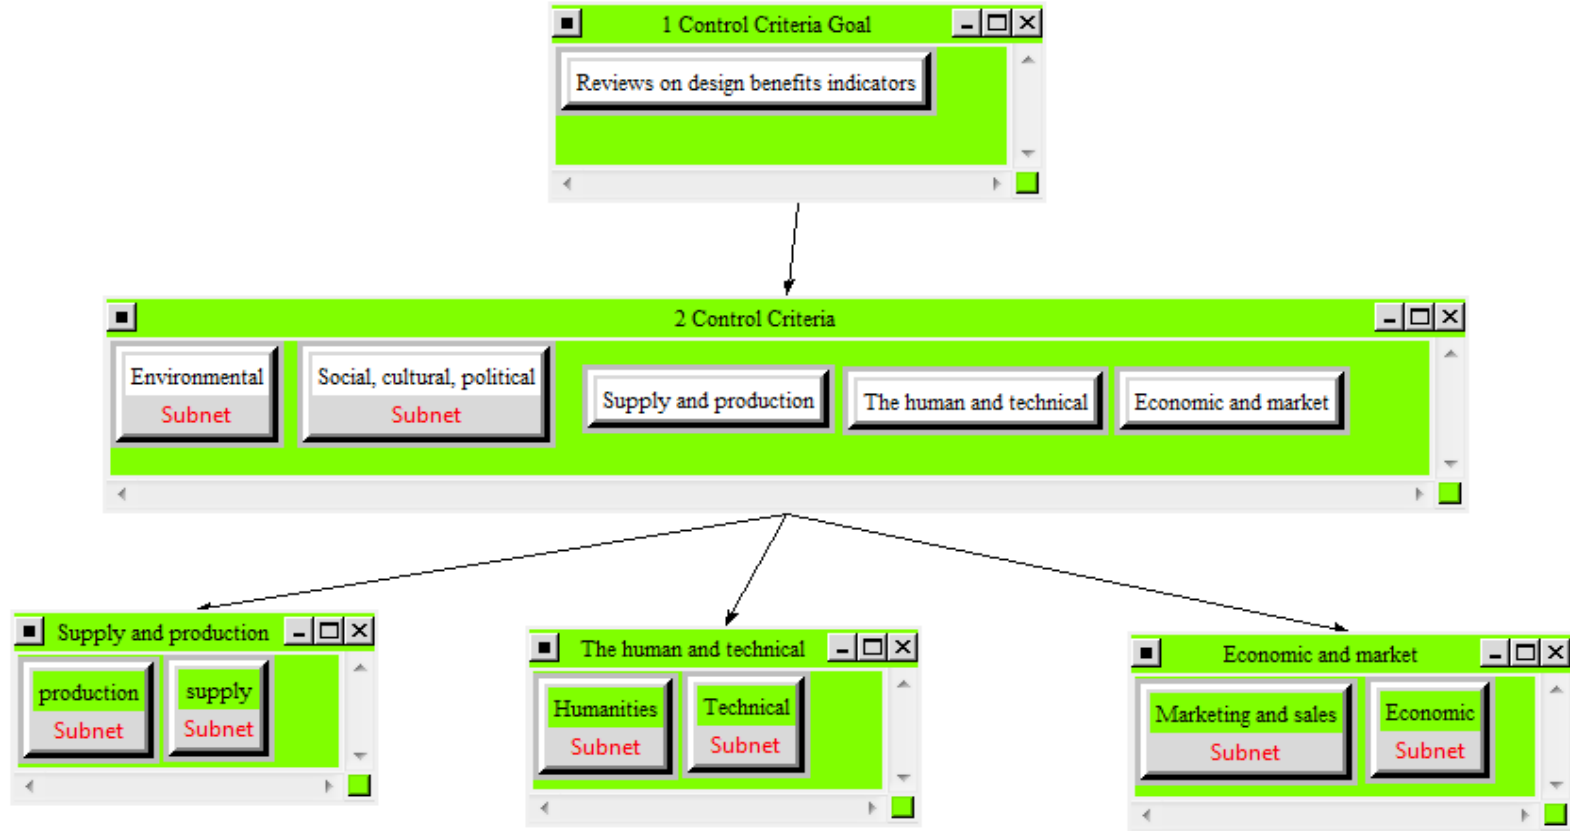 1 Control Criteria Goal
Reviews on design benefits indicators
2 Control Criteria
Environmental
Subnet
Social, cultural, political
Subnet
Supply and production
The human and technical
Economic and market
Supply and production
production
Subnet
supply
Subnet
The human and technical
Humanities
Subnet
Technical
Subnet
Economic and market
Marketing and sales
Subnet
Economic
Subnet